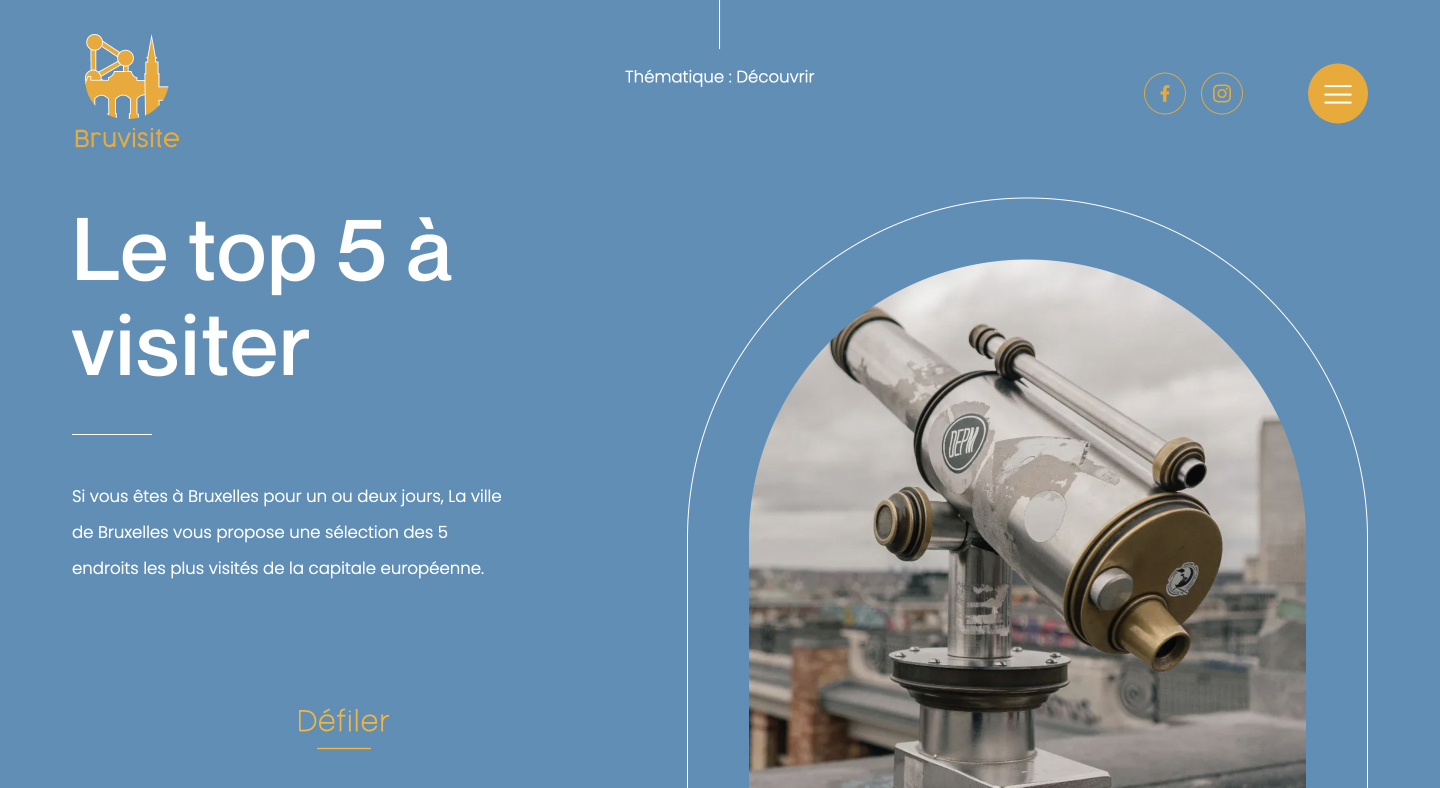 Bruvisite
Thématique : Découvrir
Le top 5 à
visiter
Si vous êtes à Bruxelles pour un ou deux jours, La ville
de Bruxelles vous propose une sélection des 5
endroits les plus visités de la capitale européenne.
Défiler
DEPM